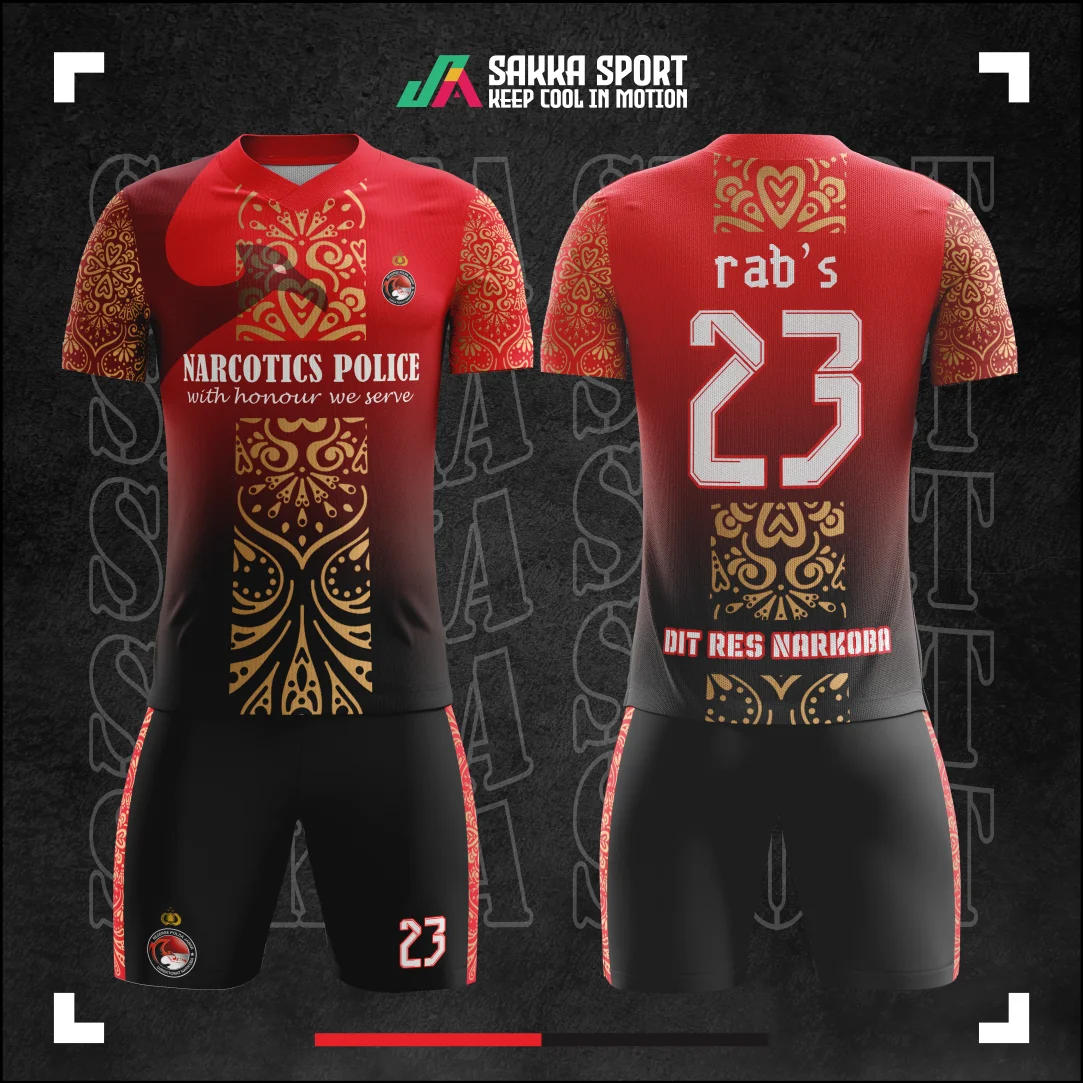 SAKKA SPORT
KEEP COOL IN MOTION
NARCOTICS POLICE
with honour we serve
23
rab's
23
DIT RES NARKOBA